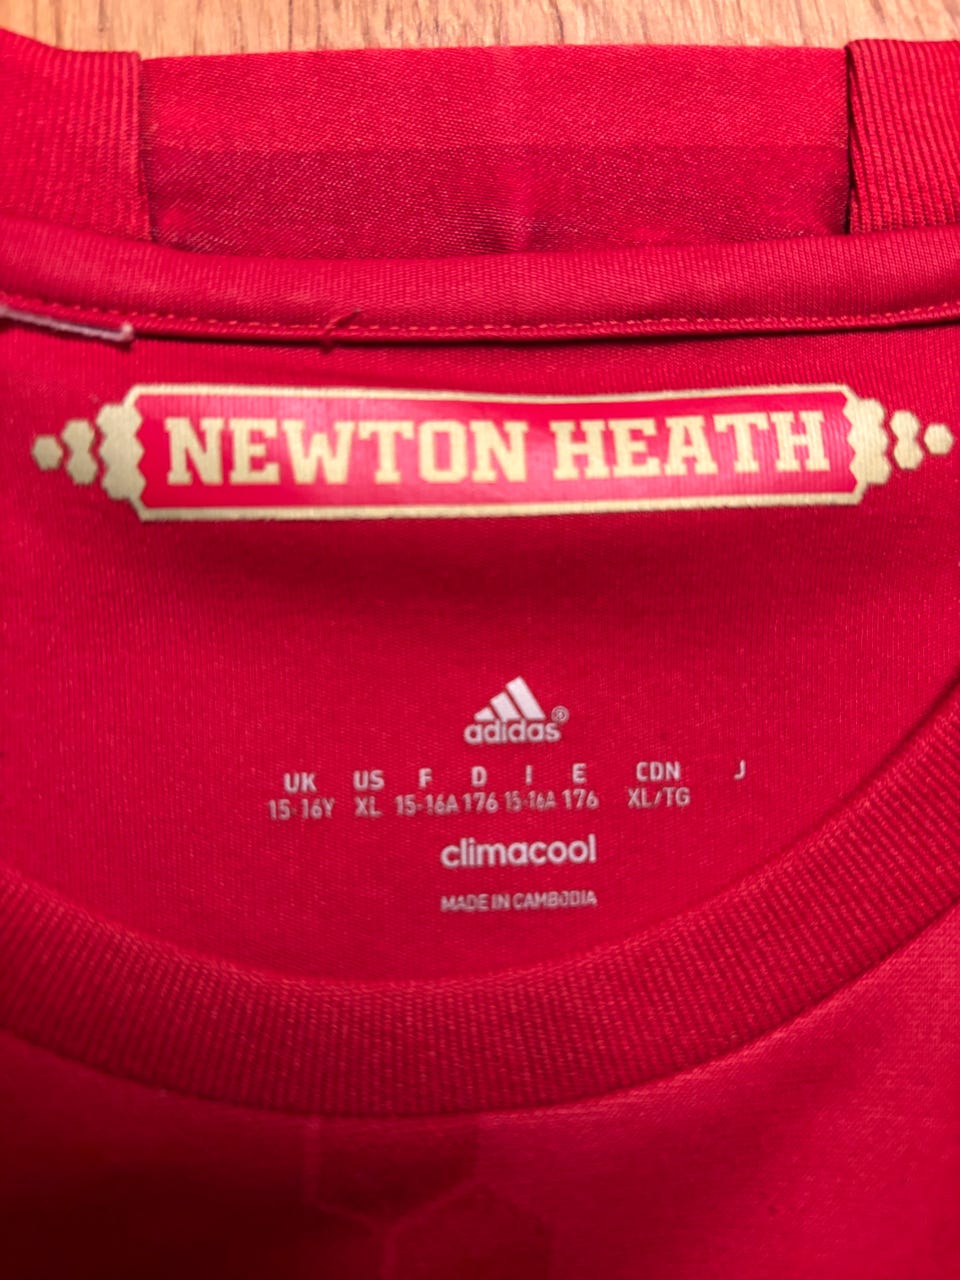 NEWTON HEATH
adidas®
UK US F D I E CDN J
15-16Y XL 15-16A 176 15-16A 176 XL/TG
climacool
MADE IN CAMBODIA